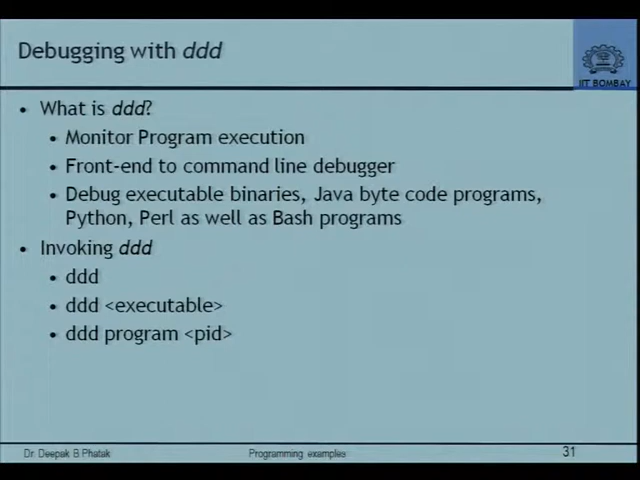 Debugging with ddd
IIT BOMBAY
• What is ddd?
• Monitor Program execution
• Front-end to command line debugger
• Debug executable binaries, Java byte code programs,
Python, Perl as well as Bash programs
• Invoking ddd
• ddd
• ddd <executable>
• ddd program <pid>
Dr. Deepak B Phatak
Programming examples
31